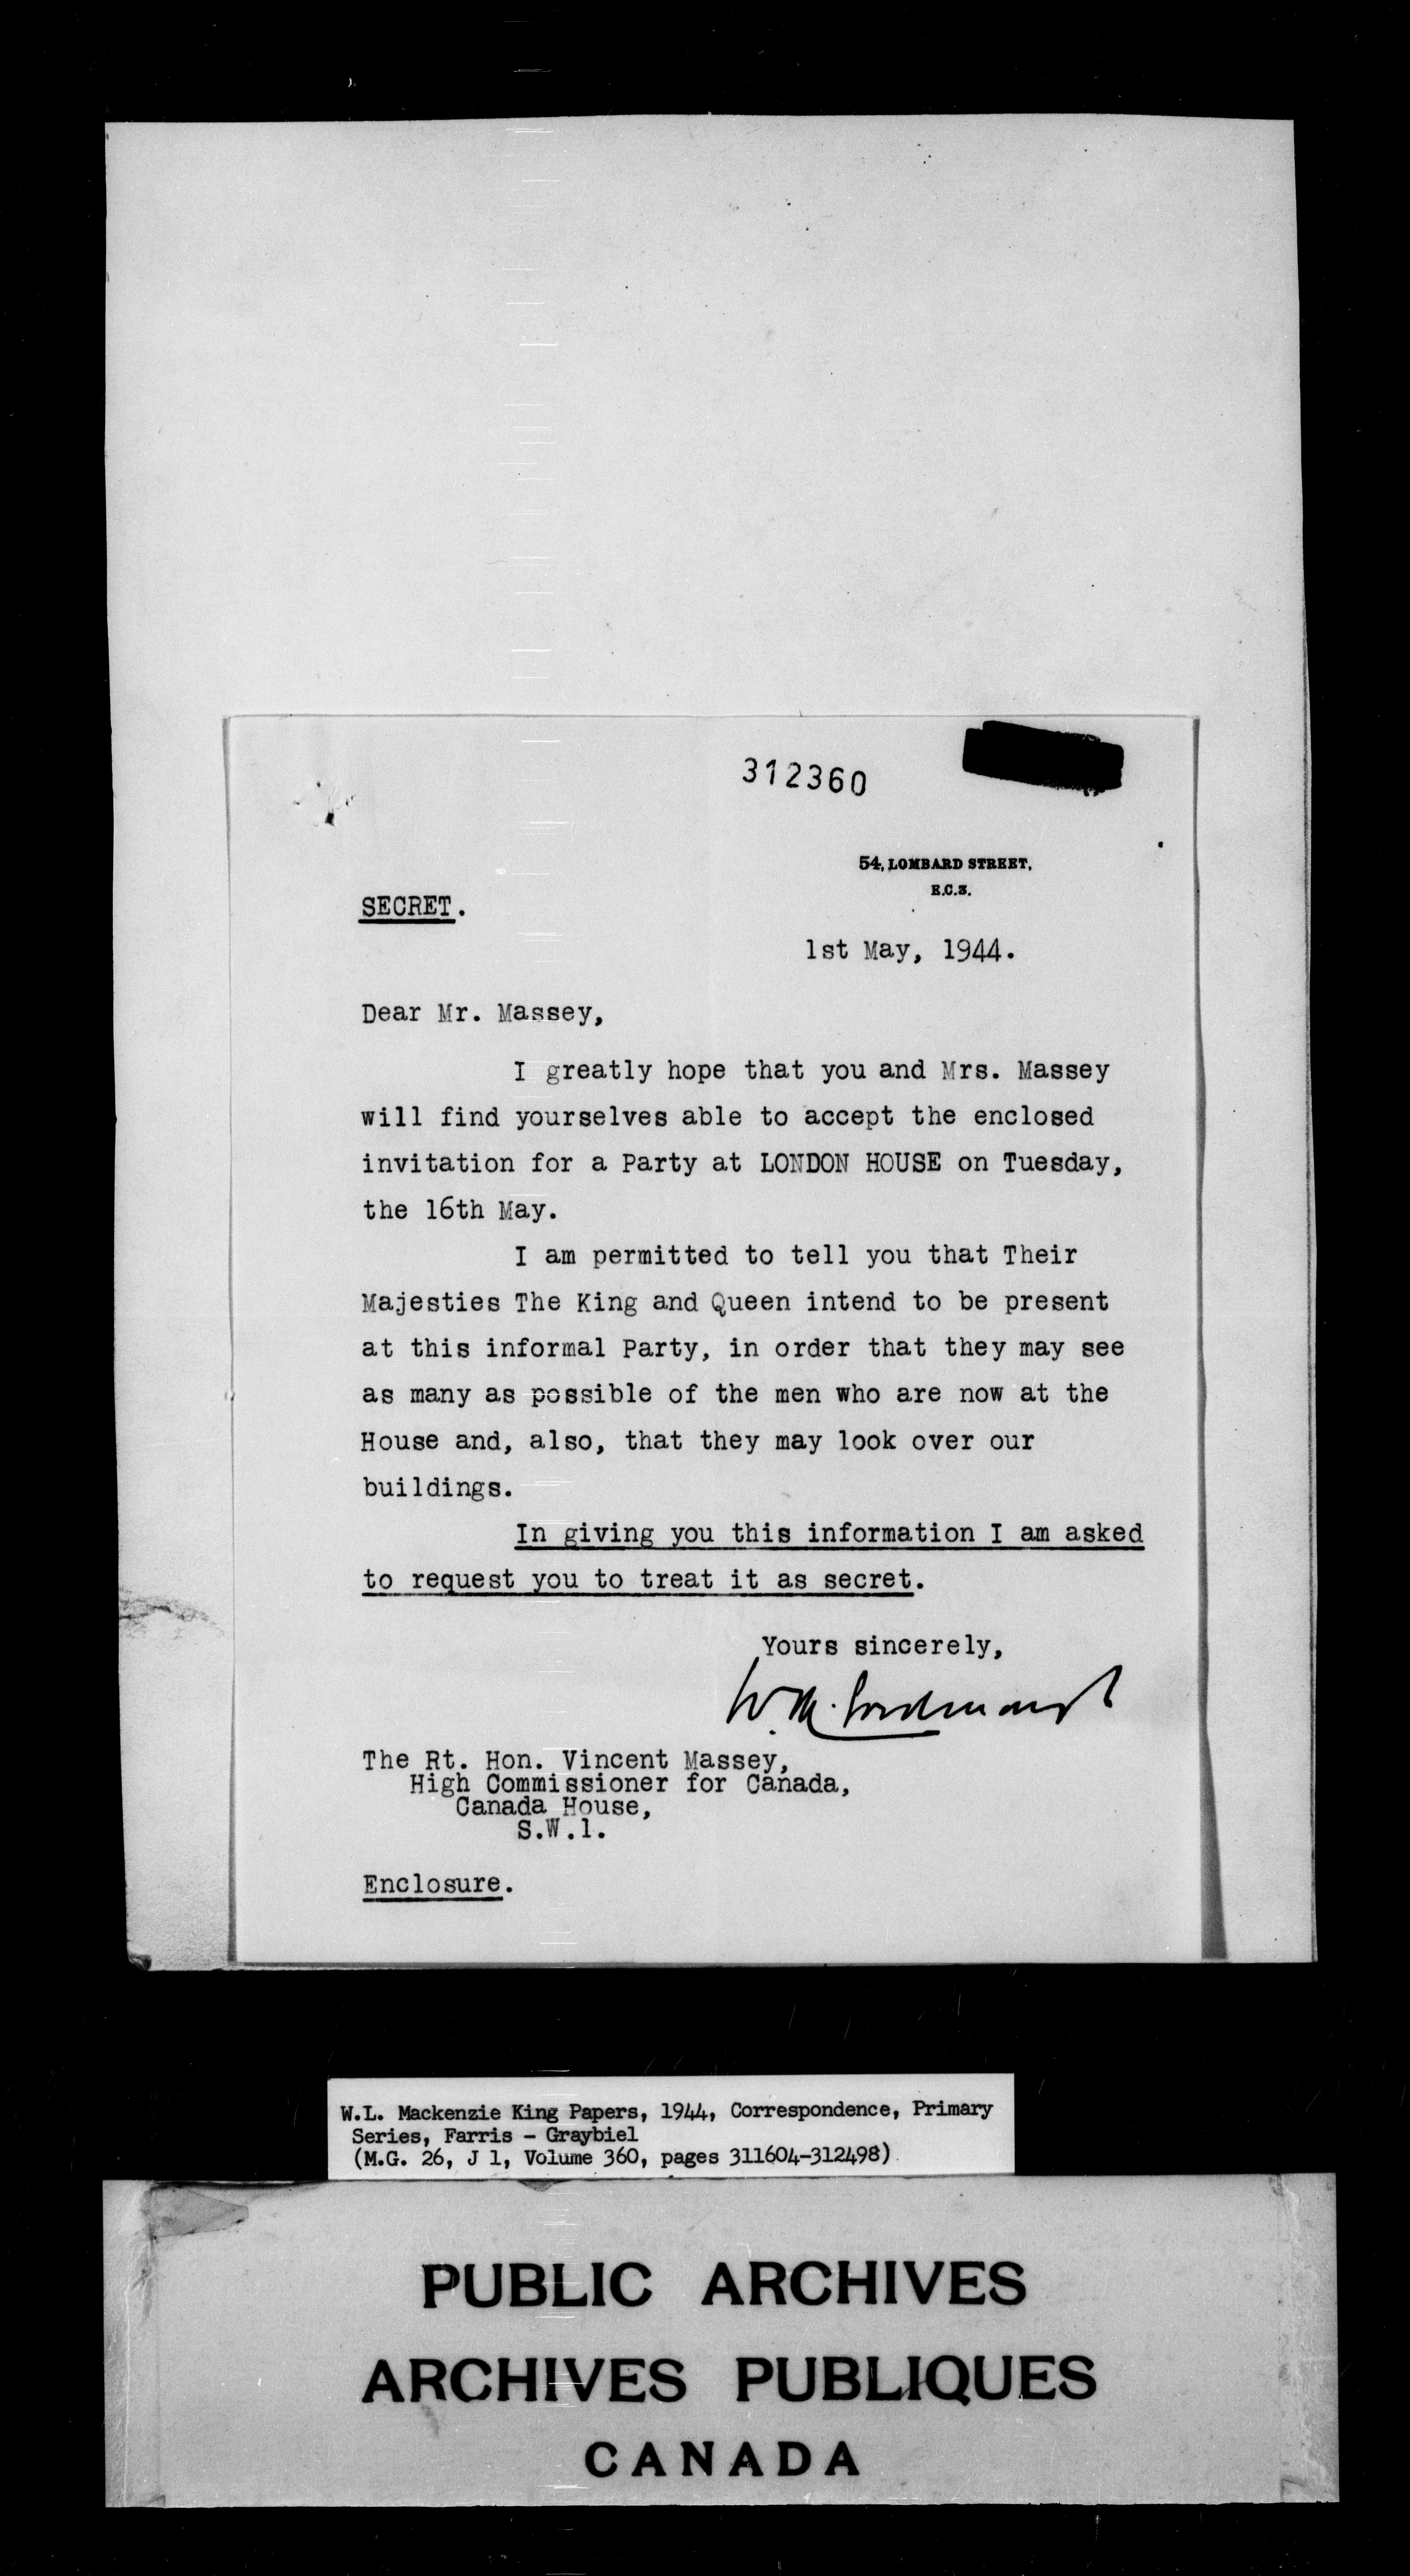 312360
54, LOMBARD STREET,
E.C.3.
SECRET.
1st May, 1944.
Dear Mr. Massey,
I greatly hope that you and Mrs. Massey
will find yourselves able to accept the enclosed
invitation for a Party at LONDON HOUSE on Tuesday,
the 16th May.
I am permitted to tell you that Their
Majesties The King and Queen intend to be present
at this informal Party, in order that they may see
as many as possible of the men who are now at the
House and, also, that they may look over our
buildings.
In giving you this information I am asked
to request you to treat it as secret.
Yours sincerely,
The Rt. Hon. Vincent Massey,
High Commissioner for Canada,
Canada House,
S.W.1.
Enclosure.
W.L. Mackenzie King Papers, 1944, Correspondence, Primary
Series, Farris - Graybiel
(M.G. 26, J 1, Volume 360, pages 311604-312498)
PUBLIC ARCHIVES
ARCHIVES PUBLIQUES
CANADA